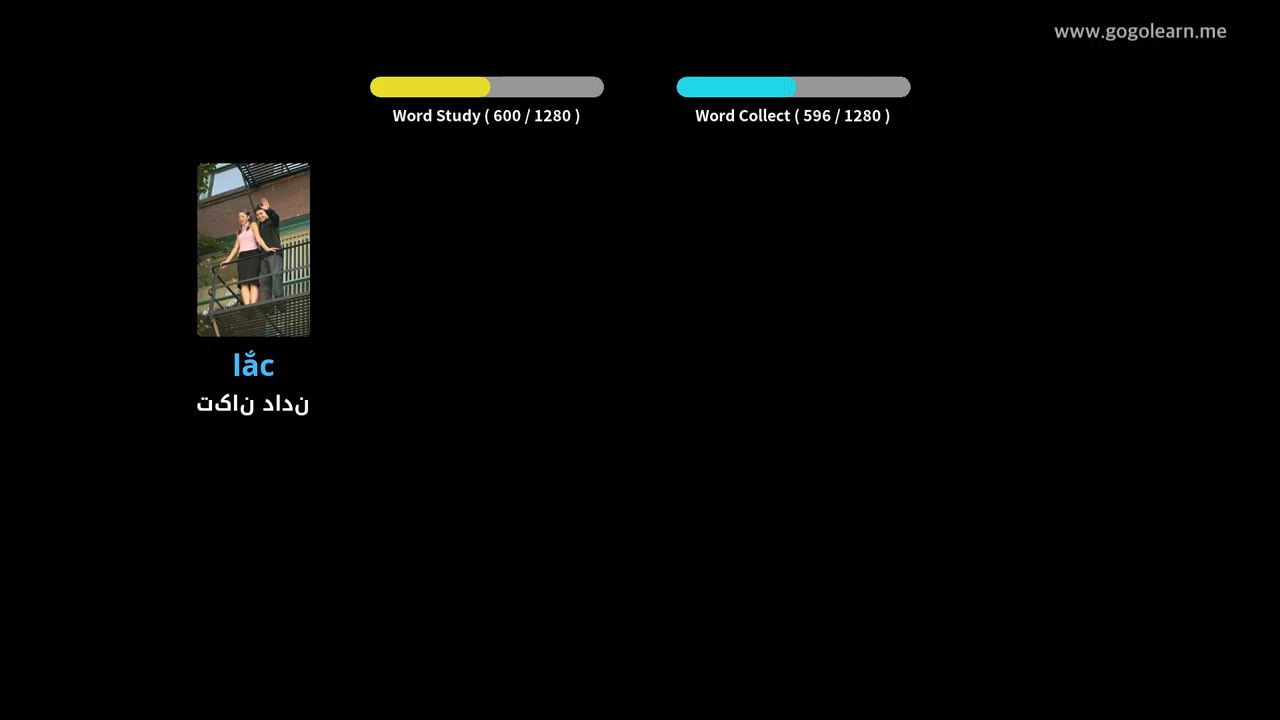 www.gogolearn.me
Word Study ( 600 / 1280 )
Word Collect ( 596 / 1280 )
lắc
تکان دادن